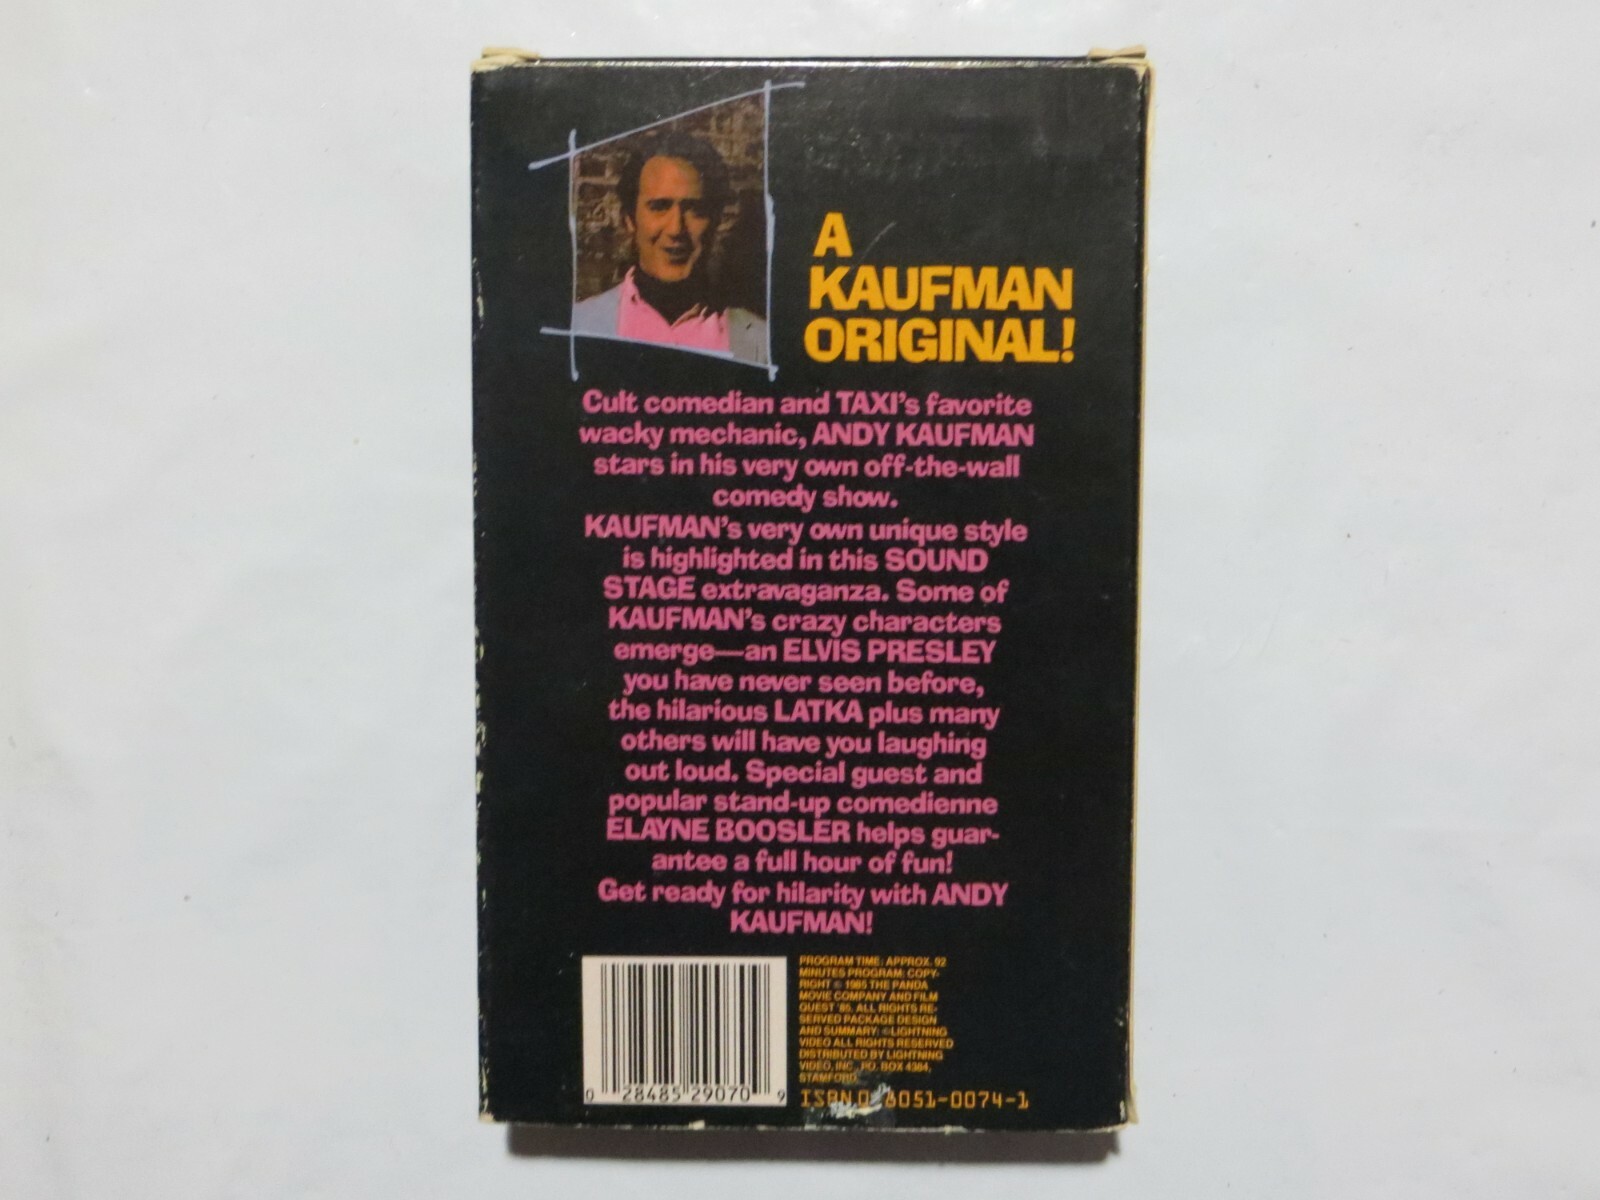 A
KAUFMAN
ORIGINAL!
Cult comedian and TAXI's favorite
wacky mechanic, ANDY KAUFMAN
stars in his very own off-the-wall
comedy show.
KAUFMAN's very own unique style
is highlighted in this SOUND
STAGE extravaganza. Some of
KAUFMAN's crazy characters
emerge—an ELVIS PRESLEY
you have never seen before,
the hilarious LATKA plus many
others will have you laughing
out loud. Special guest and
popular stand-up comedienne
ELAYNE BOOSLER helps guar-
antee a full hour of fun!
Get ready for hilarity with ANDY
KAUFMAN!
PROGRAM TIME: APPROX. 92
MINUTES PROGRAM: COPY-
RIGHT © 1985 THE PANDA
MOVIE COMPANY AND FILM
QUEST '85. ALL RIGHTS RE-
SERVED PACKAGE DESIGN
AND SUMMARY: ©LIGHTNING
VIDEO ALL RIGHTS RESERVED
DISTRIBUTED BY LIGHTNING
VIDEO, INC., P.O. BOX 4384,
STAMFORD,
ISBN 0 6051-0074-1
0 28485 29070 9